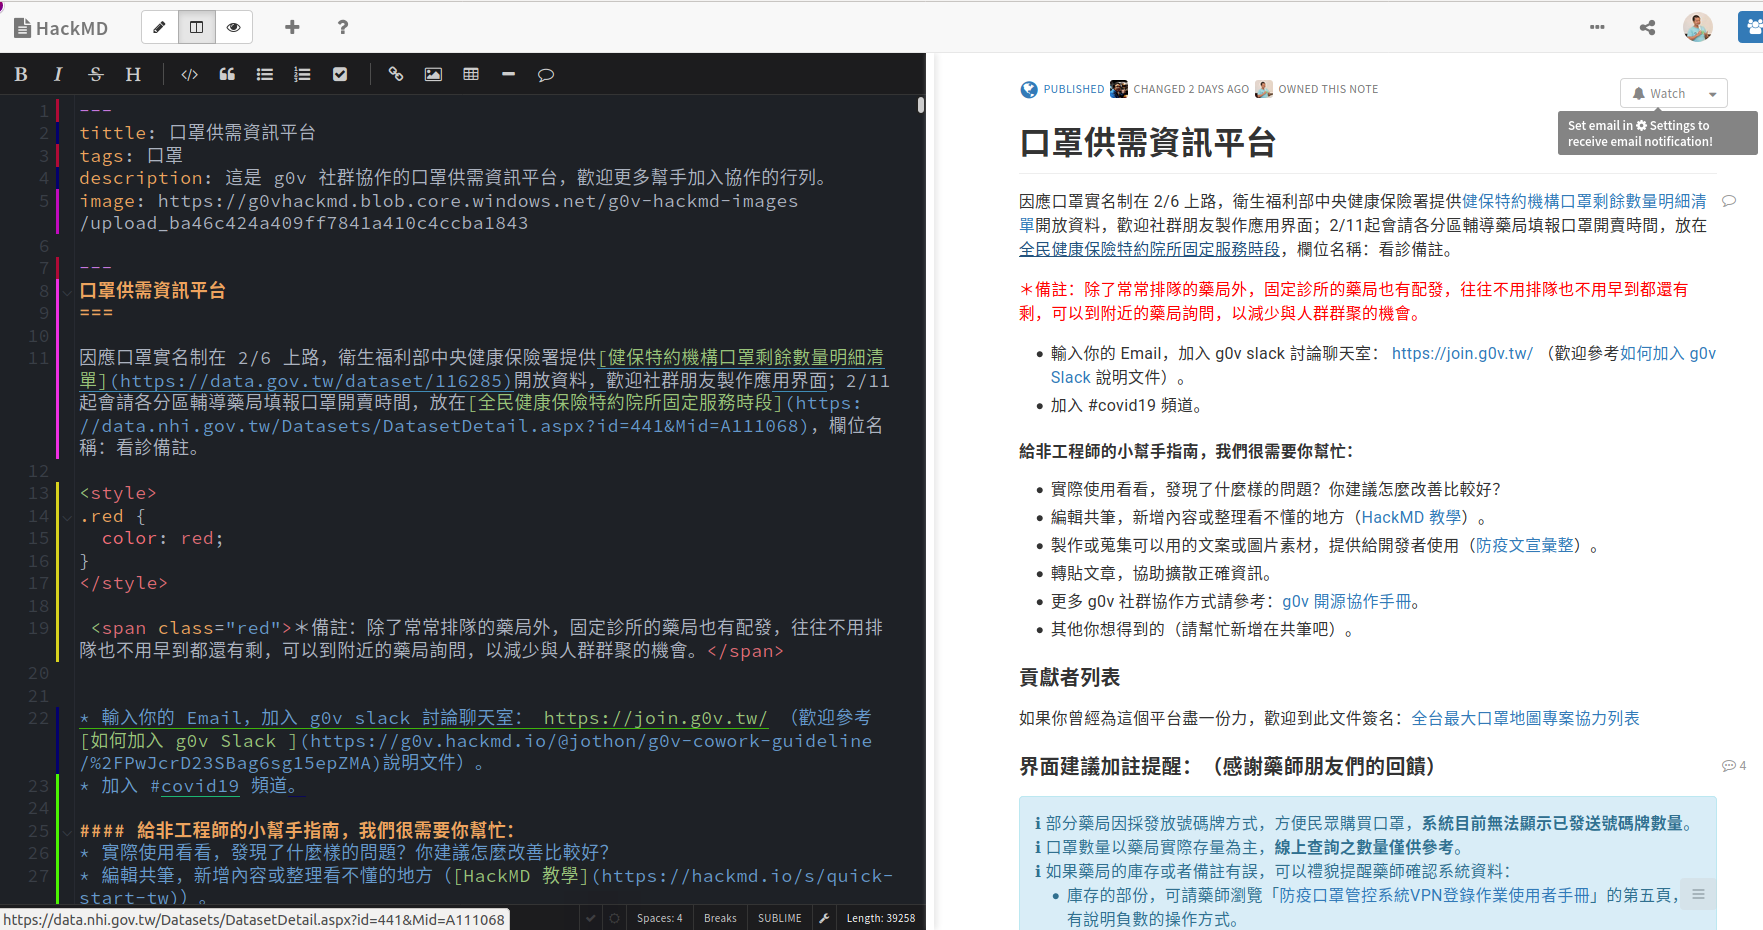 HackMD
B I S H
1 ---
2 tittle: 口罩供需資訊平台
3 tags: 口罩
4 description: 這是 g0v 社群協作的口罩供需資訊平台，歡迎更多幫手加入協作的行列。
5 image: https://g0vhackmd.blob.core.windows.net/g0v-hackmd-images
/upload_ba46c424a409ff7841a410c4ccba1843
6
7 ---
8 口罩供需資訊平台
9 ===
10
11 因應口罩實名制在 2/6 上路，衛生福利部中央健康保險署提供[健保特約機構口罩剩餘數量明細清
單](https://data.gov.tw/dataset/116285)開放資料，歡迎社群朋友製作應用界面；2/11
起會請各分區輔導藥局填報口罩開賣時間，放在[全民健康保險特約院所固定服務時段](https:
//data.nhi.gov.tw/Datasets/DatasetDetail.aspx?id=441&Mid=A111068)，欄位名
稱：看診備註。
12
13 <style>
14 .red {
15 color: red;
16 }
17 </style>
18
19 <span class="red">＊備註：除了常常排隊的藥局外，固定診所的藥局也有配發，往往不用排
隊也不用早到都還有剩，可以到附近的藥局詢問，以減少與人群群聚的機會。</span>
20
21
22 * 輸入你的 Email，加入 g0v slack 討論聊天室： https://join.g0v.tw/ （歡迎參考
[如何加入 g0v Slack ](https://g0v.hackmd.io/@jothon/g0v-cowork-guideline
/%2FPwJcrD23SBag6sg15epZMA)說明文件）。
23 * 加入 #covid19 頻道。
24
25 #### 給非工程師的小幫手指南，我們很需要你幫忙：
26 * 實際使用看看，發現了什麼樣的問題？你建議怎麼改善比較好？
27 * 編輯共筆，新增內容或整理看不懂的地方（[HackMD 教學](https://hackmd.io/s/quick-
start-tw)）。
https://data.nhi.gov.tw/Datasets/DatasetDetail.aspx?id=441&Mid=A111068
Spaces: 4 Breaks SUBLIME Length: 39258
PUBLISHED CHANGED 2 DAYS AGO OWNED THIS NOTE
Watch
Set email in Settings to
receive email notification!
口罩供需資訊平台
因應口罩實名制在 2/6 上路，衛生福利部中央健康保險署提供健保特約機構口罩剩餘數量明細清
單開放資料，歡迎社群朋友製作應用界面；2/11起會請各分區輔導藥局填報口罩開賣時間，放在
全民健康保險特約院所固定服務時段，欄位名稱：看診備註。
＊備註：除了常常排隊的藥局外，固定診所的藥局也有配發，往往不用排隊也不用早到都還有
剩，可以到附近的藥局詢問，以減少與人群群聚的機會。
• 輸入你的 Email，加入 g0v slack 討論聊天室： https://join.g0v.tw/ （歡迎參考如何加入 g0v
Slack 說明文件）。
• 加入 #covid19 頻道。
給非工程師的小幫手指南，我們很需要你幫忙：
• 實際使用看看，發現了什麼樣的問題？你建議怎麼改善比較好？
• 編輯共筆，新增內容或整理看不懂的地方（HackMD 教學）。
• 製作或蒐集可以用的文案或圖片素材，提供給開發者使用（防疫文宣彙整）。
• 轉貼文章，協助擴散正確資訊。
• 更多 g0v 社群協作方式請參考：g0v 開源協作手冊。
• 其他你想得到的（請幫忙新增在共筆吧）。
貢獻者列表
如果你曾經為這個平台盡一份力，歡迎到此文件簽名：全台最大口罩地圖專案協力列表
界面建議加註提醒：（感謝藥師朋友們的回饋）
4
部分藥局因採發放號碼牌方式，方便民眾購買口罩，系統目前無法顯示已發送號碼牌數量。
口罩數量以藥局實際存量為主，線上查詢之數量僅供參考。
如果藥局的庫存或者備註有誤，可以禮貌提醒藥師確認系統資料：
• 庫存的部份，可請藥師瀏覽「防疫口罩管控系統VPN登錄作業使用者手冊」的第五頁，
有說明負數的操作方式。